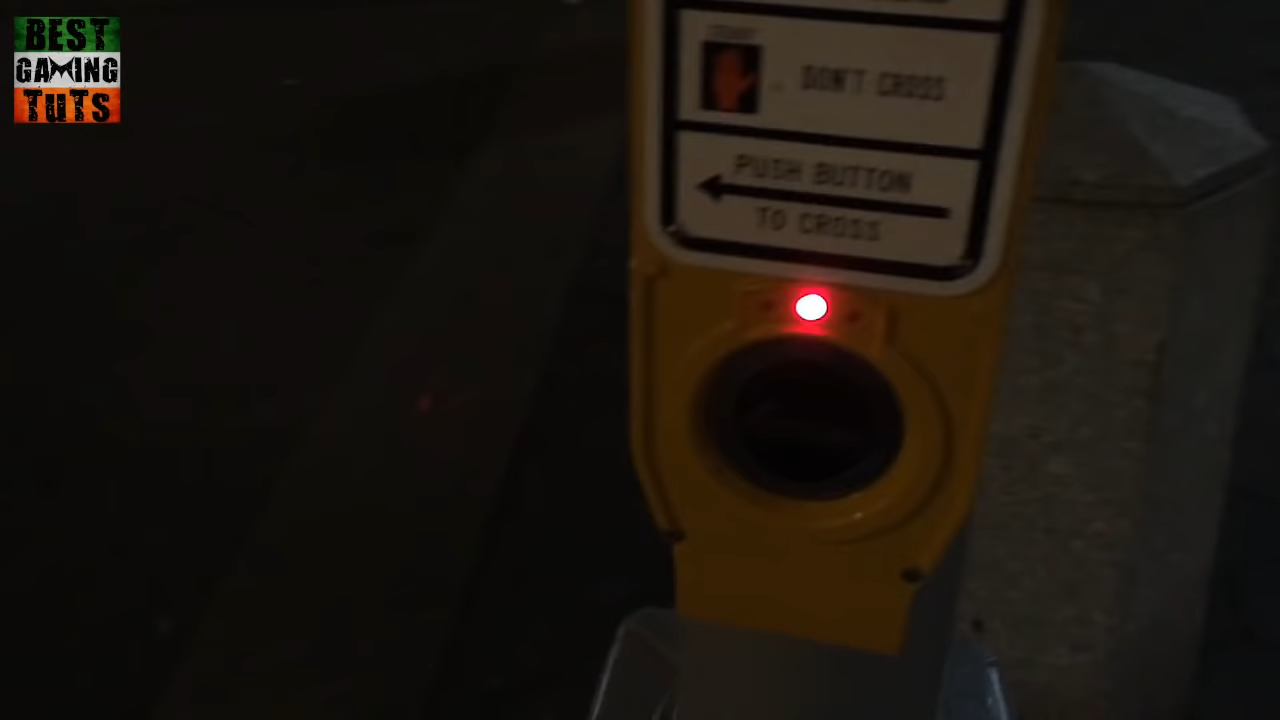 BEST
GAMING
TuTS
DON'T CROSS
PUSH BUTTON
TO CROSS